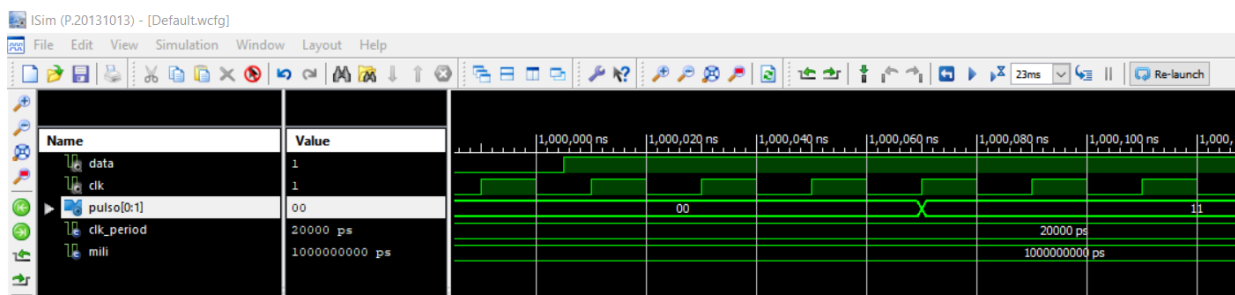 ISim (P.20131013) - [Default.wcfg]
File Edit View Simulation Window Layout Help
23ms Re-launch
Name Value 1,000,000 ns 1,000,020 ns 1,000,040 ns 1,000,060 ns 1,000,080 ns 1,000,100 ns 1,000,
data 1
clk 1
pulso[0:1] 00 00 11
clk_period 20000 ps 20000 ps
mili 1000000000 ps 1000000000 ps